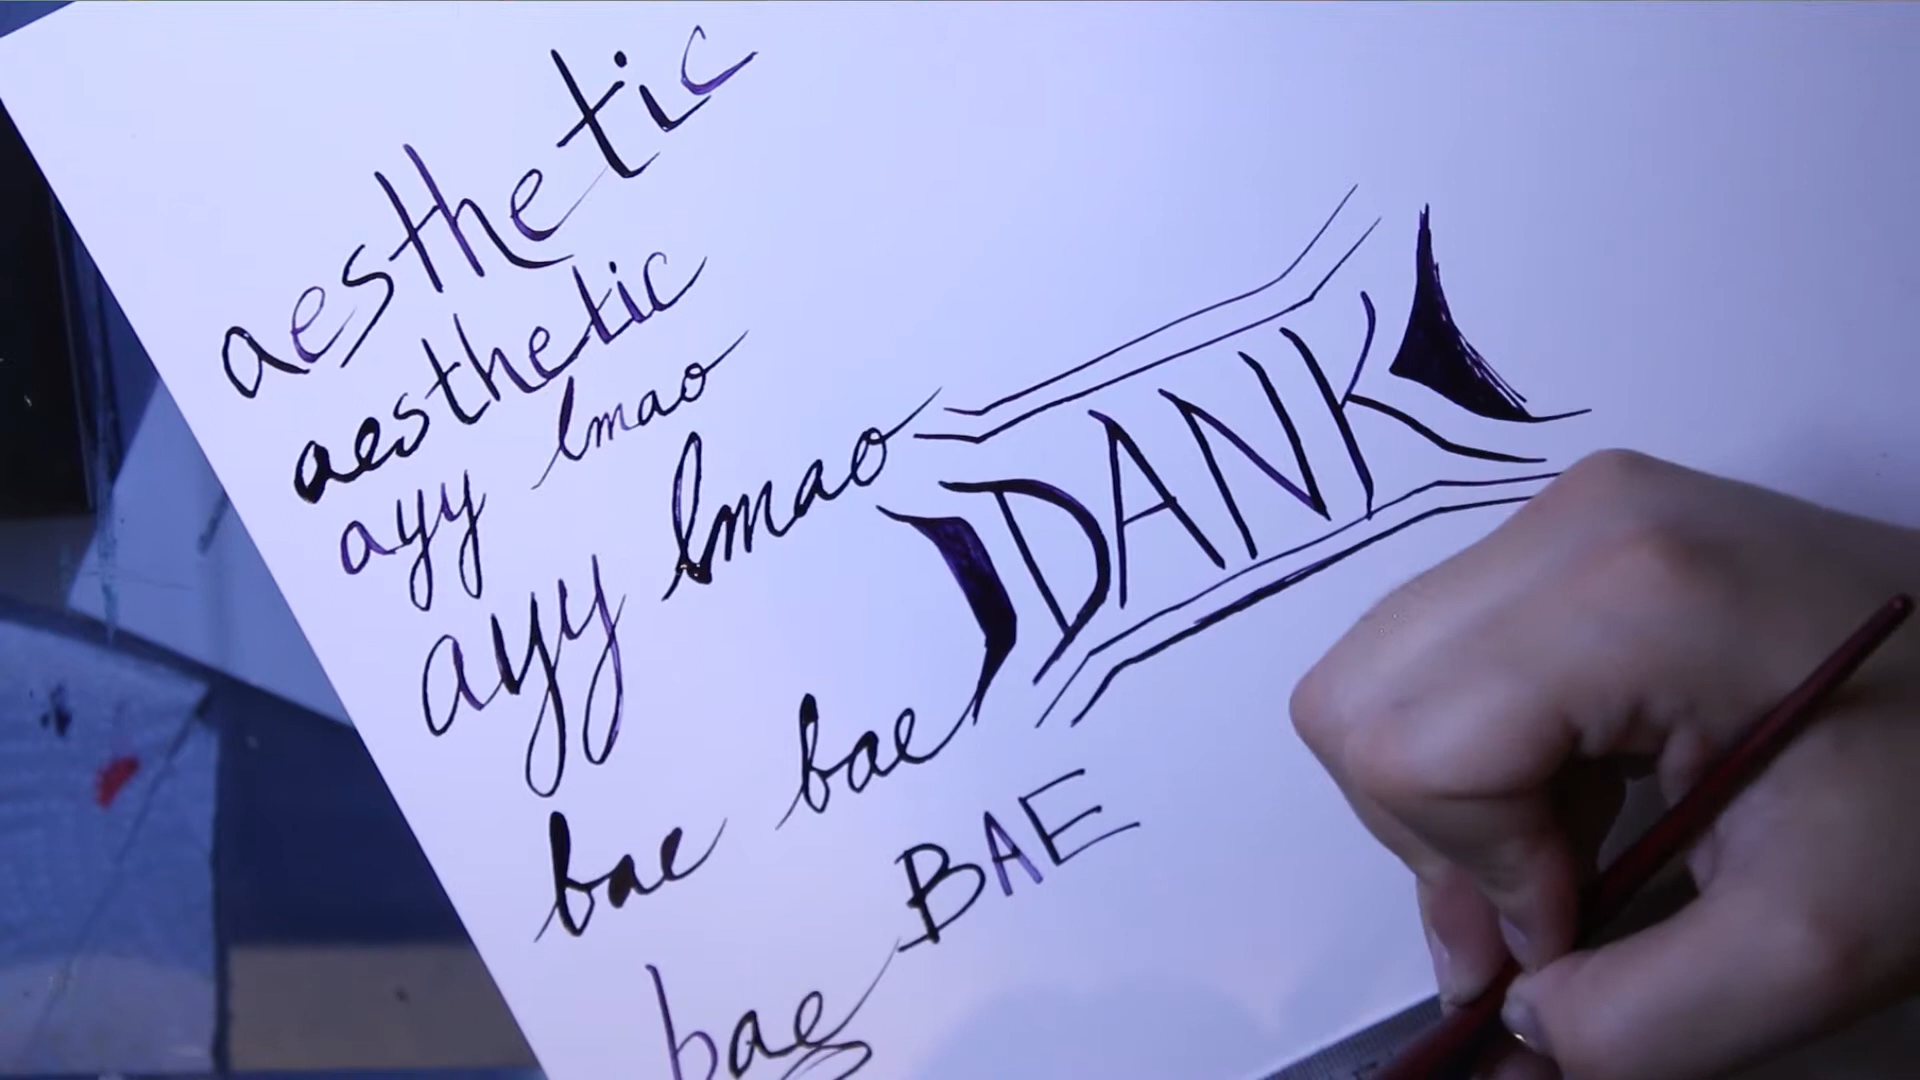 aesthetic
aesthetic
ayy lmao
ayy lmao
DANK
bae bae
BAE
bae